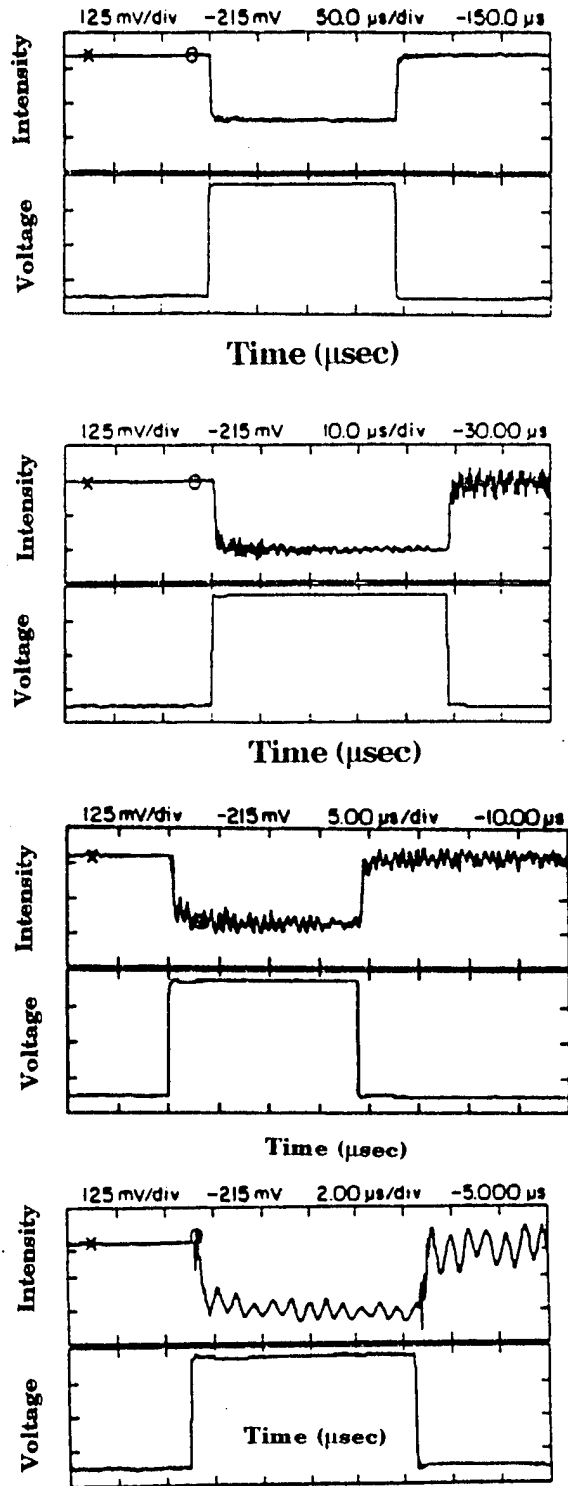 125 mV/div -215 mV 50.0 µs/div -150.0 µs
Intensity
Voltage
Time (µsec)
125 mV/div -215 mV 10.0 µs/div -30.00 µs
Intensity
Voltage
Time (µsec)
125 mV/div -215 mV 5.00 µs/div -10.00 µs
Intensity
Voltage
Time (µsec)
125 mV/div -215 mV 2.00 µs/div -5.000 µs
Intensity
Voltage
Time (µsec)